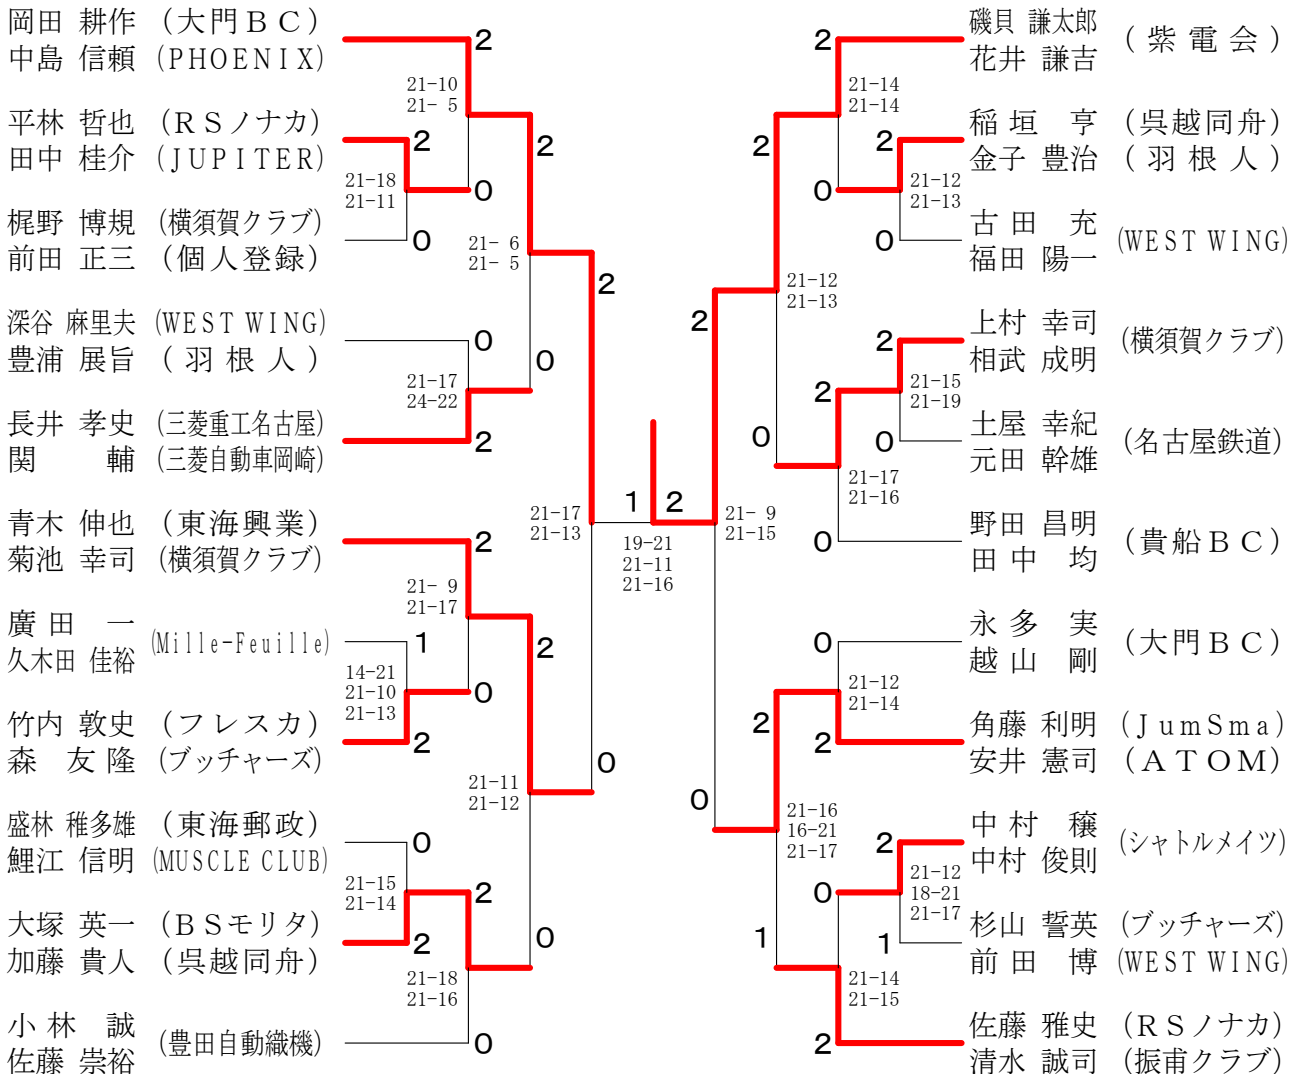 岡田 耕作 （大門ＢＣ）
中島 信頼 (PHOENIX)
平林 哲也 （ＲＳノナカ）
田中 桂介 (JUPITER)
梶野 博規 (横須賀クラブ)
前田 正三 （個人登録）
深谷 麻里夫 (WEST WING)
豊浦 展旨 （羽根人）
長井 孝史 (三菱重工名古屋)
関 輔 (三菱自動車岡崎)
青木 伸也 （東海興業）
菊池 幸司 (横須賀クラブ)
廣田 一
久木田 佳裕
(Mille-Feuille)
竹内 敦史 （フレスカ）
森 友隆 (ブッチャーズ)
盛林 稚多雄 （東海郵政）
鯉江 信明 (MUSCLE CLUB)
大塚 英一 （ＢＳモリタ）
加藤 貴人 （呉越同舟）
小林 誠
佐藤 崇裕
(豊田自動織機)
2
21-10
21- 5
2
21-18
21-11
0
0
2
21- 6
21- 5
0
21-17
24-22
2
0
2
21-17
21-13
2
21- 9
21-17
1
14-21
21-10
21-13
2
0
2
21-11
21-12
0
0
21-15
21-14
2
2
21-18
21-16
0
0
1 2
19-21
21-11
21-16
2
21- 9
21-15
0
2
21-12
21-13
0
2
21-14
21-14
0
2
21-12
21-13
0
2
21-15
21-19
0
2
21-17
21-16
0
0
21-12
21-14
2
2
21-16
16-21
21-17
1
2
21-12
18-21
21-17
1
0
21-14
21-15
2
磯貝 謙太郎
花井 謙吉
（紫電会）
稲垣 亨 （呉越同舟）
金子 豊治 （羽根人）
古田 充
福田 陽一
(WEST WING)
上村 幸司
相武 成明
(横須賀クラブ)
土屋 幸紀
元田 幹雄
(名古屋鉄道)
野田 昌明
田中 均
（貴船ＢＣ）
永多 実
越山 剛
（大門ＢＣ）
角藤 利明 （ＪumＳma）
安井 憲司 （ＡＴＯＭ）
中村 穣
中村 俊則
(シャトルメイツ)
杉山 誓英 (ブッチャーズ)
前田 博 (WEST WING)
佐藤 雅史 （ＲＳノナカ）
清水 誠司 (振甫クラブ)